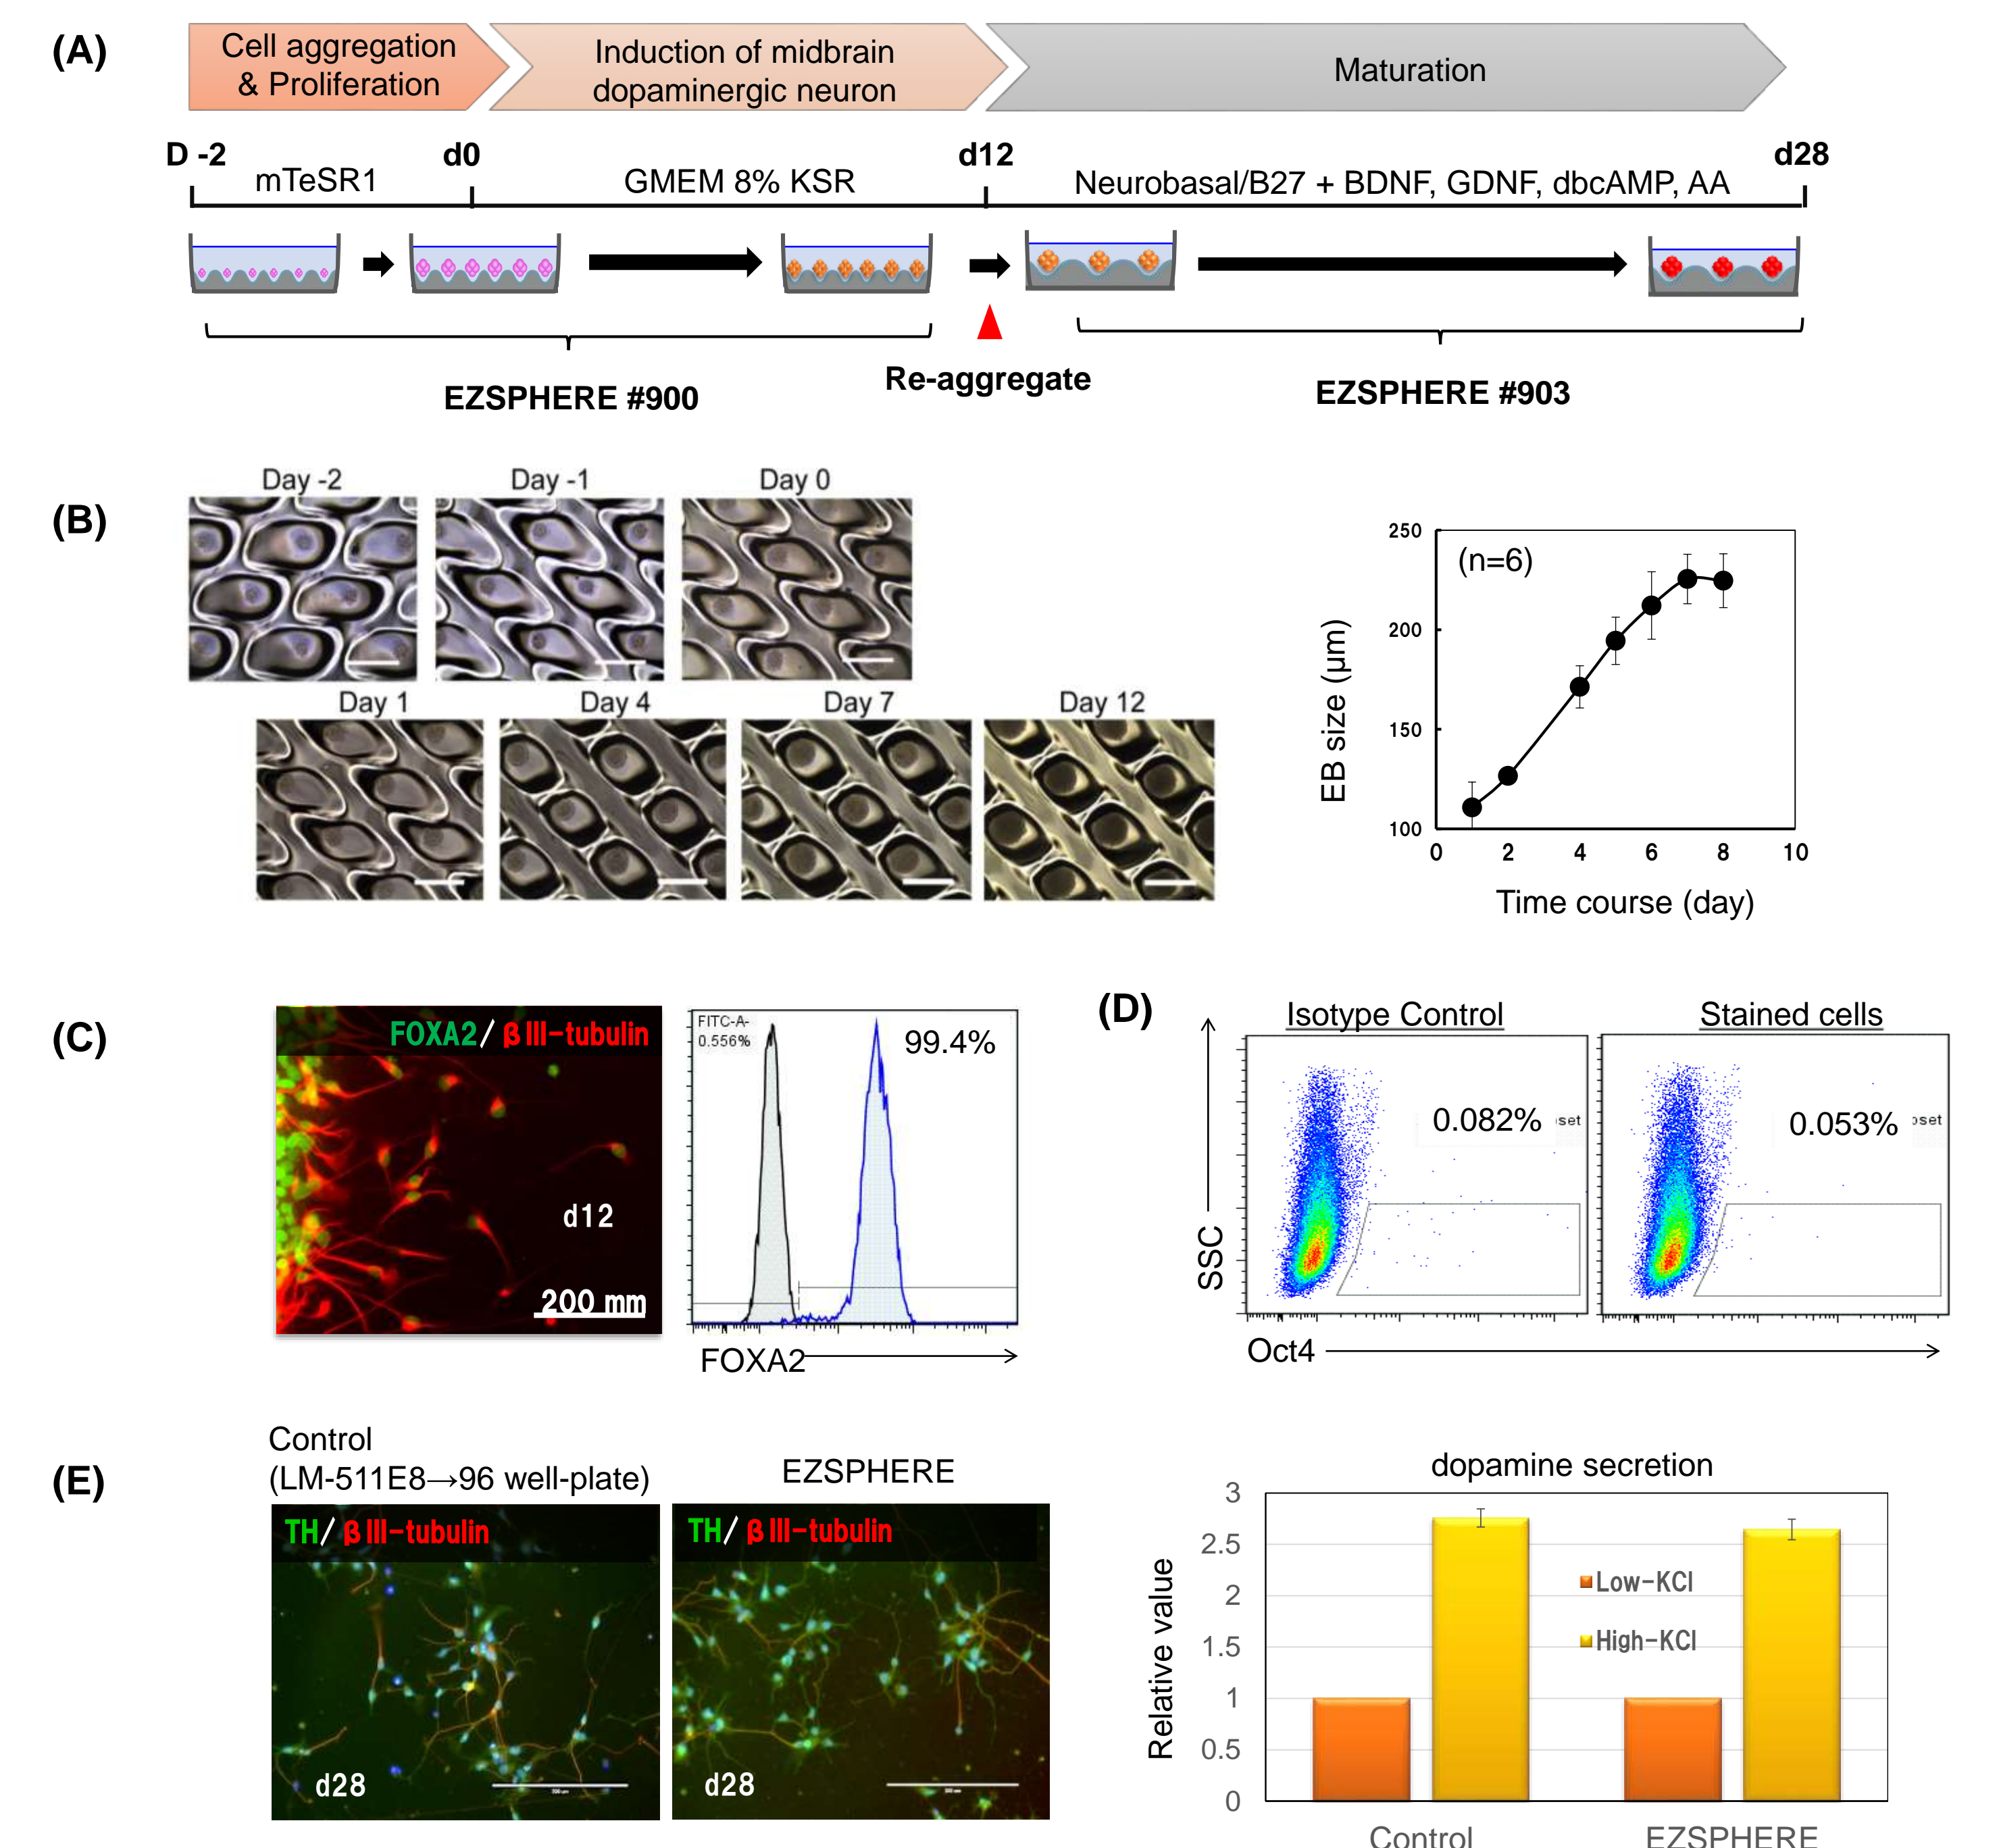 (A)
Cell aggregation
& Proliferation
Induction of midbrain
dopaminergic neuron
Maturation
D -2
d0
d12
d28
mTeSR1
GMEM 8% KSR
Neurobasal/B27 + BDNF, GDNF, dbcAMP, AA
Re-aggregate
EZSPHERE #900
EZSPHERE #903
(B)
Day -2
Day -1
Day 0
Day 1
Day 4
Day 7
Day 12
(n=6)
250
200
150
100
0
2
4
6
8
10
EB size (μm)
Time course (day)
(C)
FOXA2/βIII-tubulin
d12
200 mm
FITC-A-
0.556%
99.4%
FOXA2
(D)
Isotype Control
Stained cells
0.082%
set
0.053%
set
SSC
Oct4
(E)
Control
(LM-511E8→96 well-plate)
EZSPHERE
TH/βIII-tubulin
d28
TH/βIII-tubulin
d28
dopamine secretion
3
2.5
2
1.5
1
0.5
0
Relative value
Low-KCl
High-KCl
Control
EZSPHERE